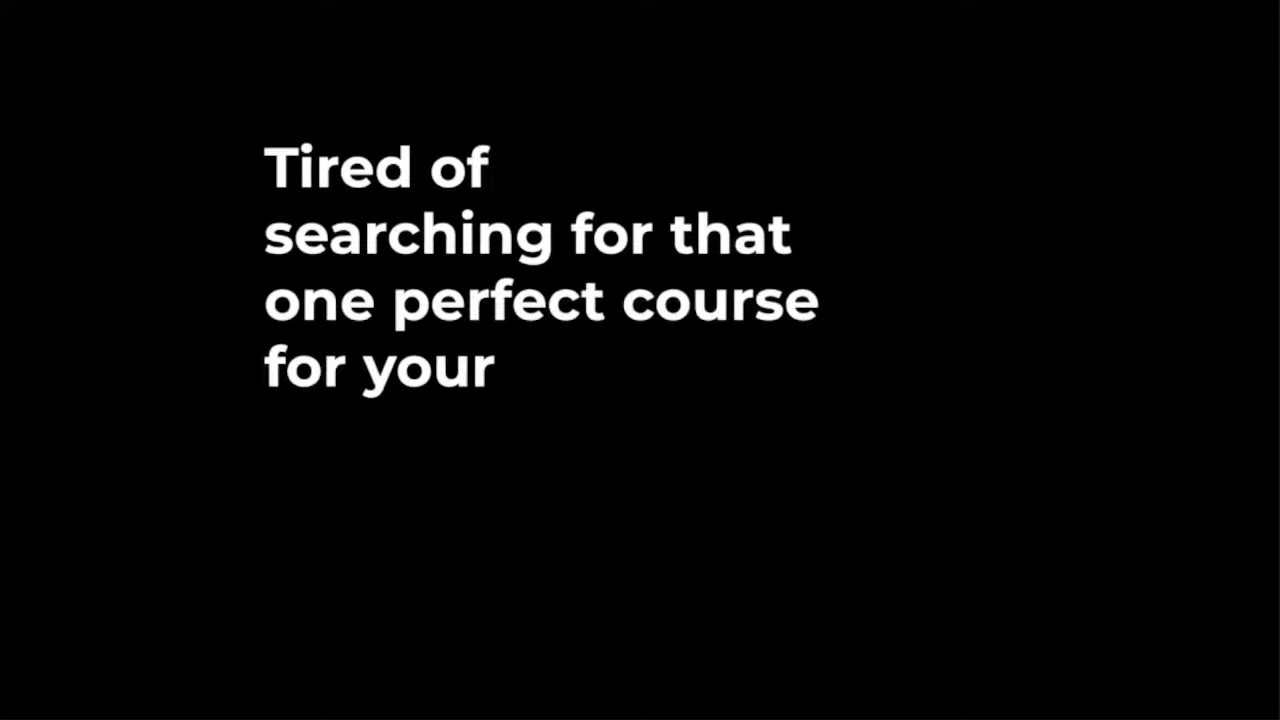 Tired of
searching for that
one perfect course
for your